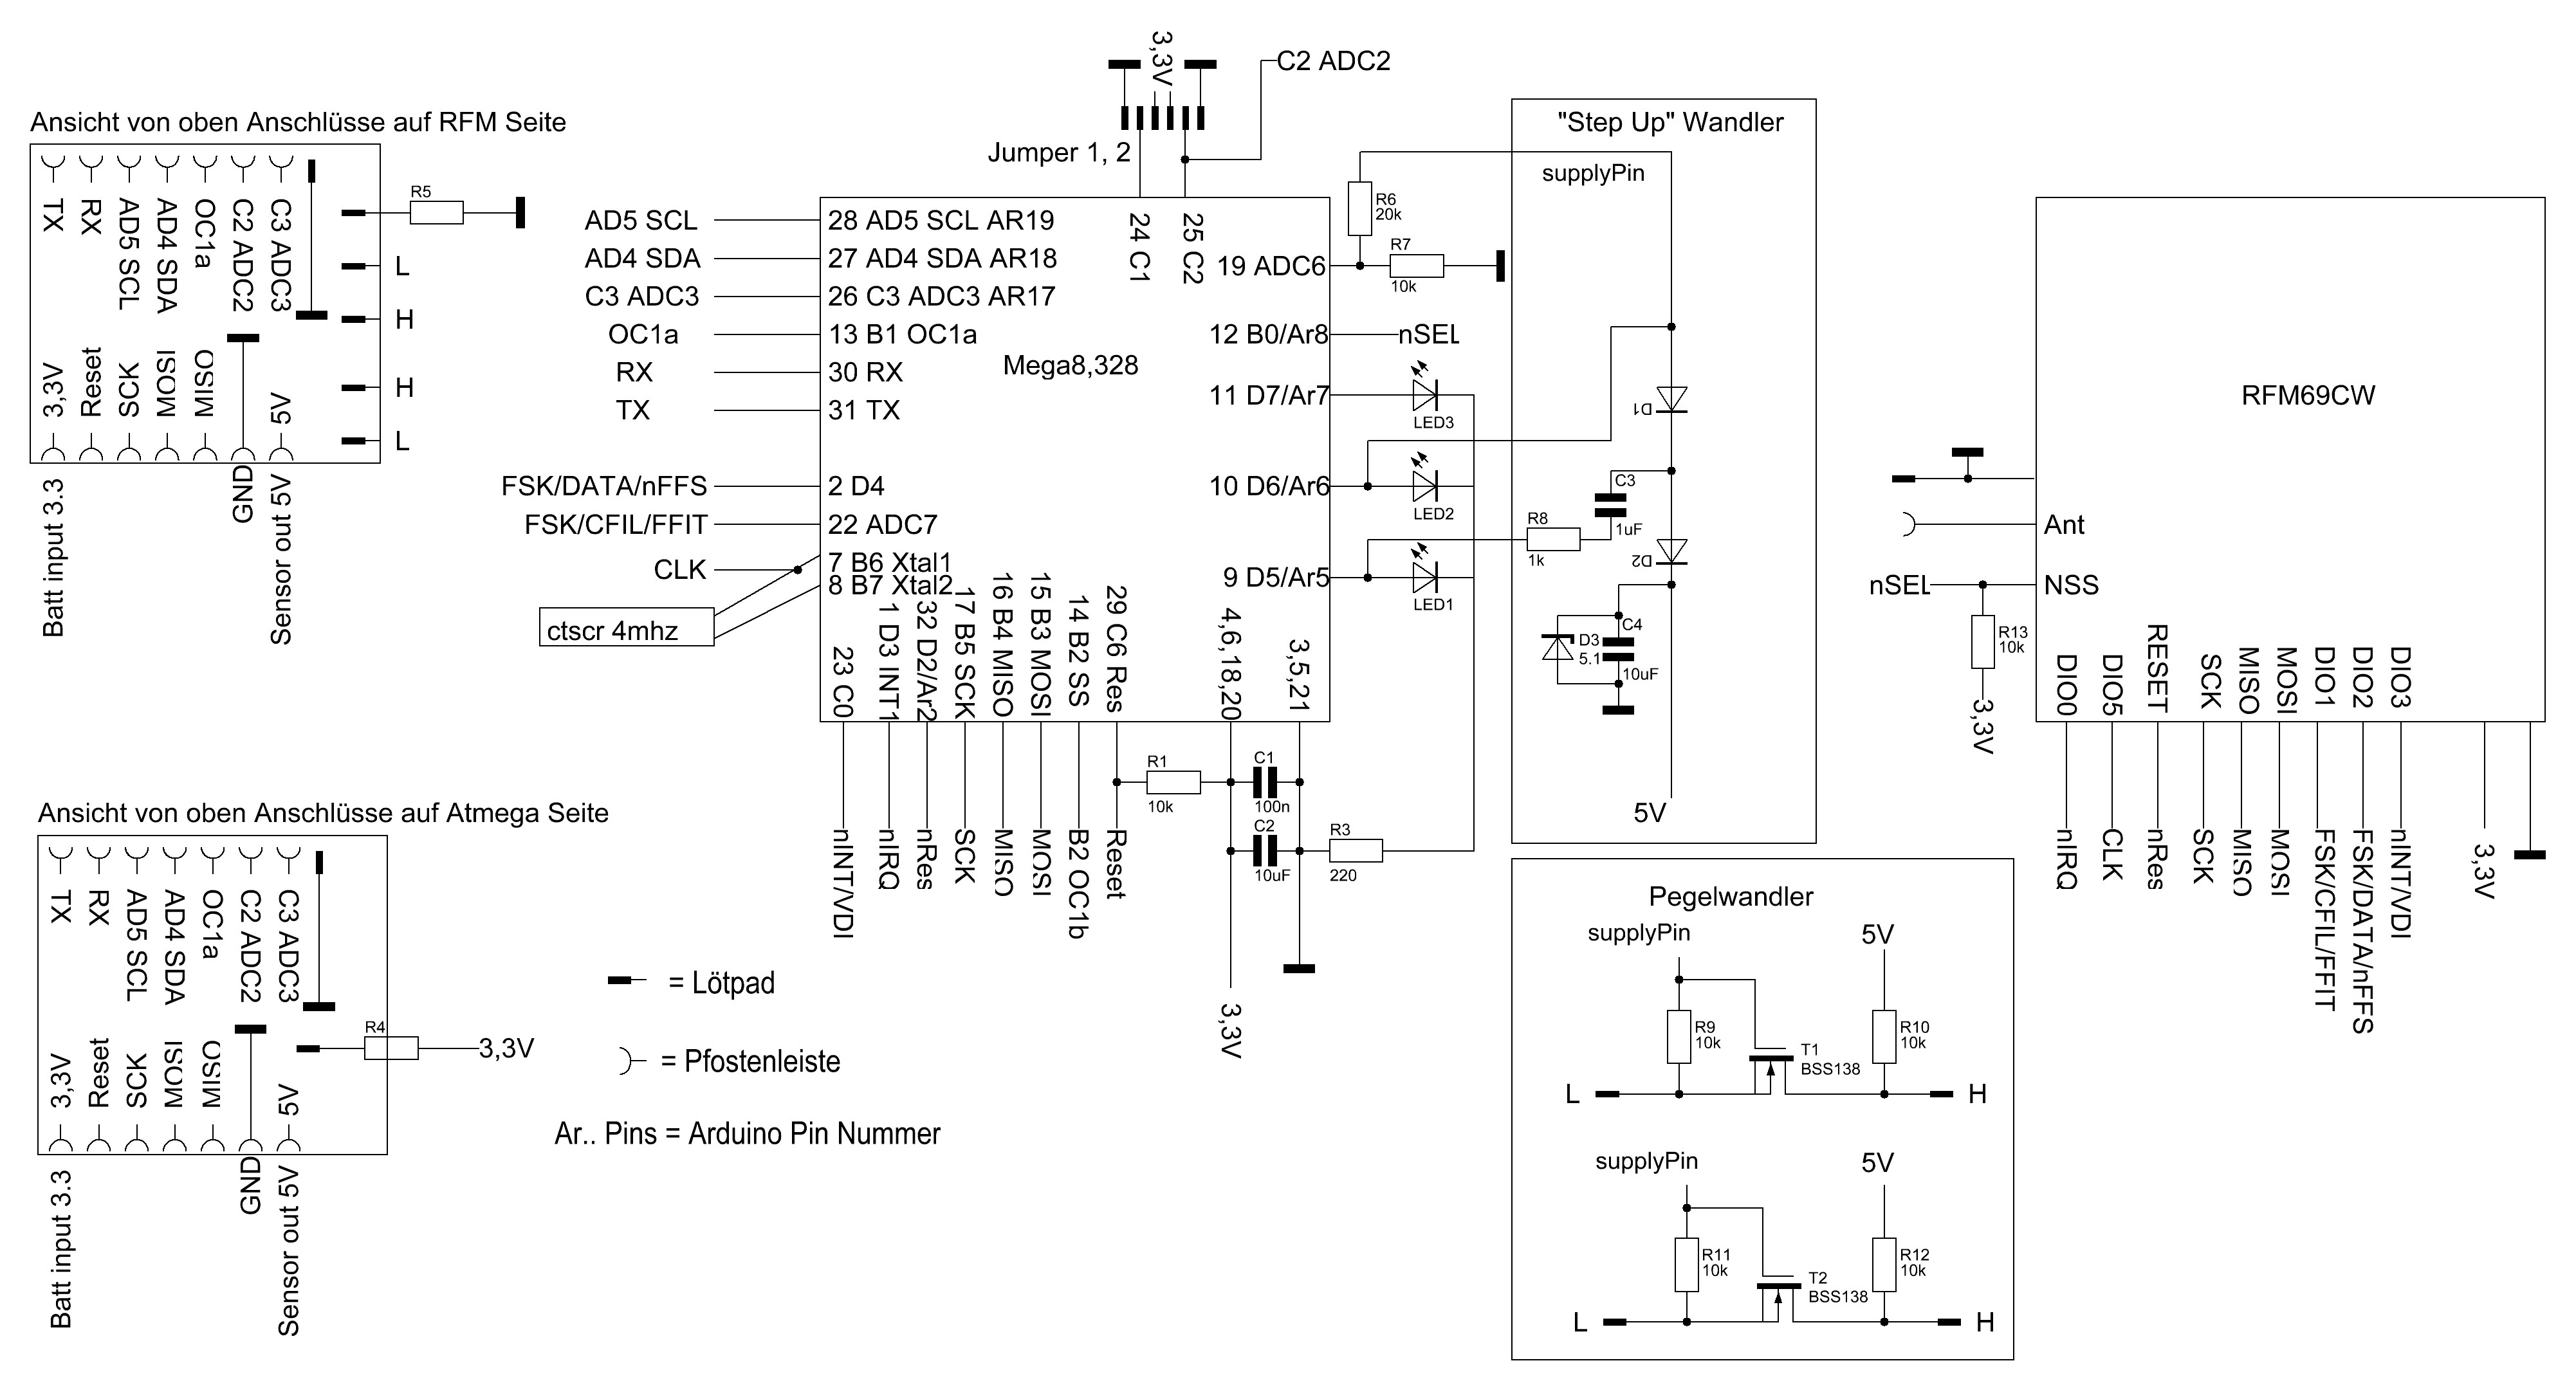 3,3V
C2 ADC2
Jumper 1, 2
Ansicht von oben Anschlüsse auf RFM Seite
TX
RX
AD5 SCL
AD4 SDA
OC1a
C2 ADC2
C3 ADC3
3,3V
Reset
SCK
MOSI
MISO
5V
Batt input 3.3
GND
Sensor out 5V
R5
L
H
H
L
AD5 SCL
AD4 SDA
C3 ADC3
OC1a
RX
TX
FSK/DATA/nFFS
FSK/CFIL/FFIT
CLK
ctscr 4mhz
28 AD5 SCL AR19
27 AD4 SDA AR18
26 C3 ADC3 AR17
13 B1 OC1a
30 RX
31 TX
2 D4
22 ADC7
7 B6 Xtal1
8 B7 Xtal2
Mega8,328
24 C1
25 C2
19 ADC6
12 B0/Ar8
11 D7/Ar7
10 D6/Ar6
9 D5/Ar5
23 C0
1 D3 INT1
32 D2/Ar2
17 B5 SCK
16 B4 MISO
15 B3 MOSI
14 B2 SS
29 C6 Res
4,6,18,20
3,5,21
nINT/VDI
nIRQ
nRes
SCK
MISO
MOSI
B2 OC1b
Reset
R1
10k
C1
100n
C2
10uF
R3
220
3,3V
nSEL
LED3
LED2
LED1
R6
20k
R7
10k
"Step Up" Wandler
supplyPin
D1
C3
1uF
R8
1k
D2
D3
5.1
C4
10uF
5V
Pegelwandler
supplyPin
5V
R9
10k
T1
BSS138
R10
10k
L
H
supplyPin
5V
R11
10k
T2
BSS138
R12
10k
L
H
RFM69CW
Ant
nSEL
NSS
R13
10k
3,3V
DIO0
DIO5
RESET
SCK
MISO
MOSI
DIO1
DIO2
DIO3
nIRQ
CLK
nRes
SCK
MISO
MOSI
FSK/CFIL/FFIT
FSK/DATA/nFFS
nINT/VDI
3,3V
Ansicht von oben Anschlüsse auf Atmega Seite
TX
RX
AD5 SCL
AD4 SDA
OC1a
C2 ADC2
C3 ADC3
3,3V
Reset
SCK
MOSI
MISO
5V
R4
3,3V
Batt input 3.3
GND
Sensor out 5V
= Lötpad
= Pfostenleiste
Ar.. Pins = Arduino Pin Nummer